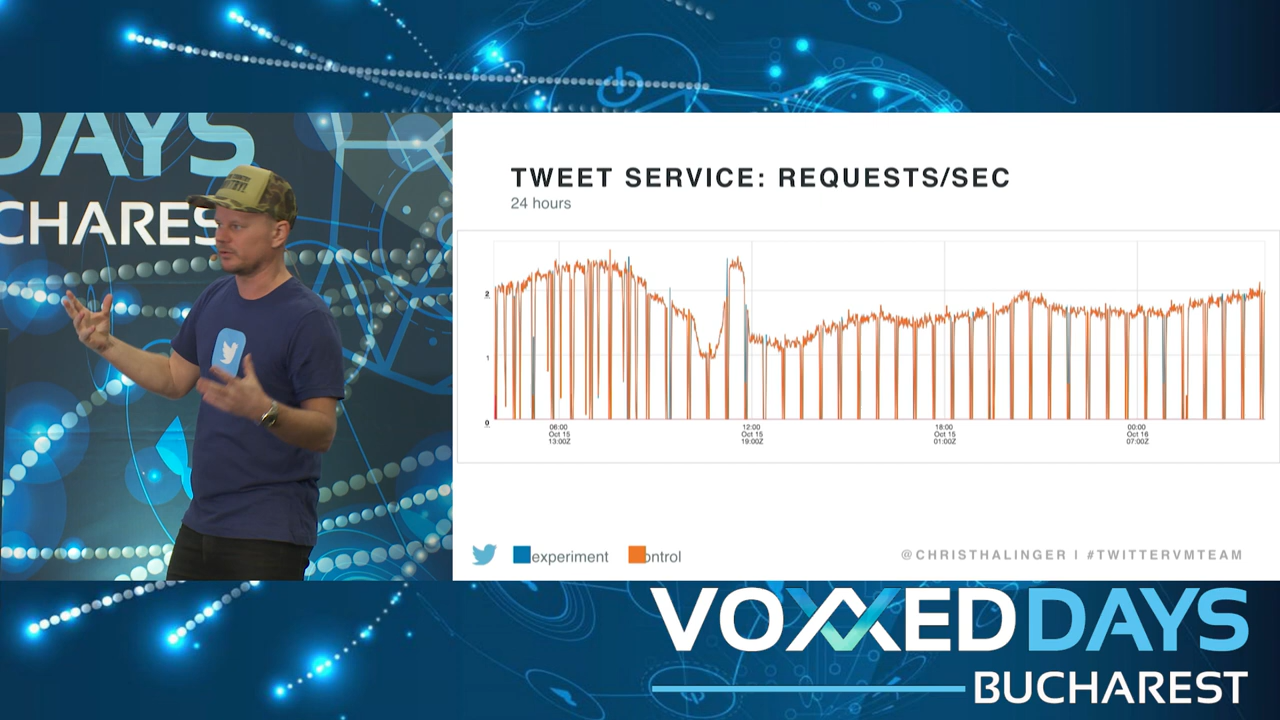 DAYS
CHARES
TWEET SERVICE: REQUESTS/SEC
24 hours
2
1
0
06:00
Oct 15
13:00Z
12:00
Oct 15
19:00Z
18:00
Oct 15
01:00Z
00:00
Oct 16
07:00Z
experiment
ontrol
@CHRISTHALINGER | #TWITTERVMTEAM
VOXXED DAYS
BUCHAREST